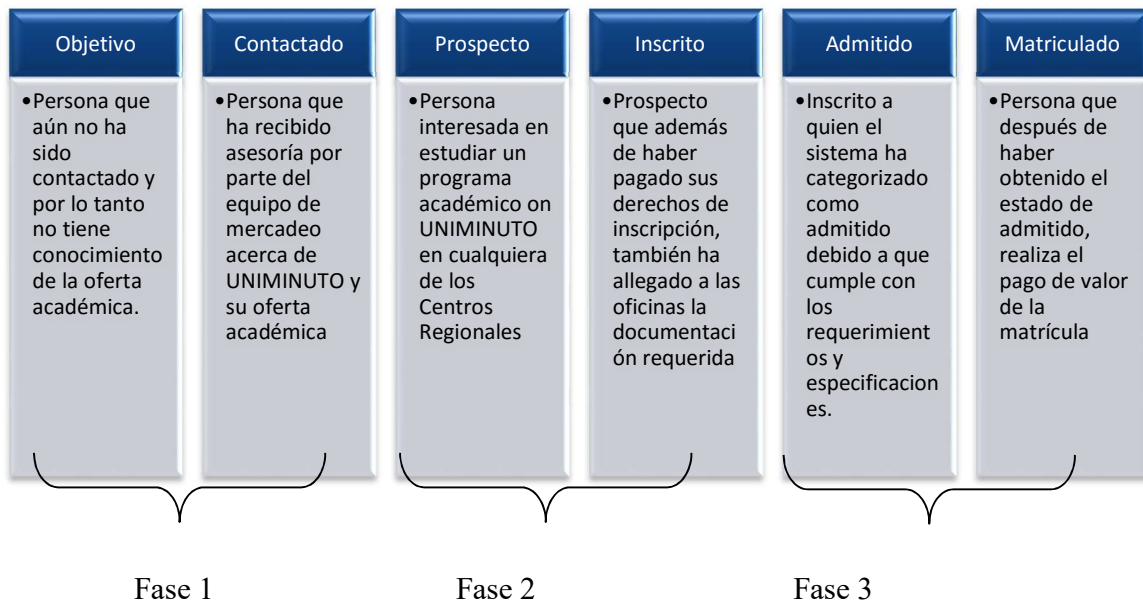 Objetivo
•Persona que
aún no ha
sido
contactado y
por lo tanto
no tiene
conocimiento
de la oferta
académica.
Contactado
•Persona que
ha recibido
asesoría por
parte del
equipo de
mercadeo
acerca de
UNIMINUTO y
su oferta
académica
Prospecto
•Persona
interesada en
estudiar un
programa
académico on
UNIMINUTO
en cualquiera
de los
Centros
Regionales
Inscrito
•Prospecto
que además
de haber
pagado sus
derechos de
inscripción,
también ha
allegado a las
oficinas la
documentaci
ón requerida
Admitido
•Inscrito a
quien el
sistema ha
categorizado
como
admitido
debido a que
cumple con
los
requerimient
os y
especificacion
es.
Matriculado
•Persona que
después de
haber
obtenido el
estado de
admitido,
realiza el
pago de valor
de la
matrícula
Fase 1
Fase 2
Fase 3